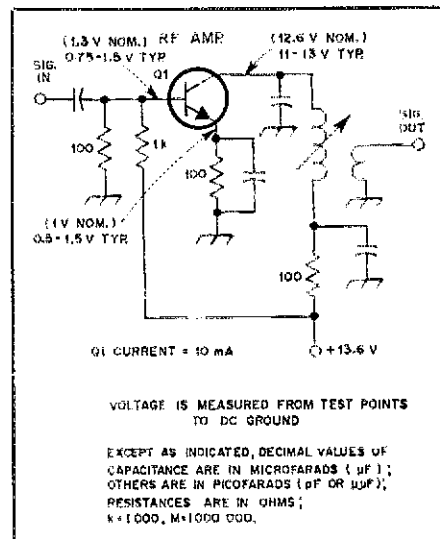 (1.3 V NOM.) RF AMP (12.6 V NOM.)
0.75-1.5 V TYP. 11-13 V TYP
Q1
SIG. IN
SIG. OUT
100
1k
100
(1 V NOM.)
0.5-1.5 V TYP
100
Q1 CURRENT = 10 mA
+13.6 V
VOLTAGE IS MEASURED FROM TEST POINTS
TO DC GROUND
EXCEPT AS INDICATED, DECIMAL VALUES OF
CAPACITANCE ARE IN MICROFARADS (µF);
OTHERS ARE IN PICOFARADS (pF OR µµF);
RESISTANCES ARE IN OHMS;
k=1000, M=1000 000.